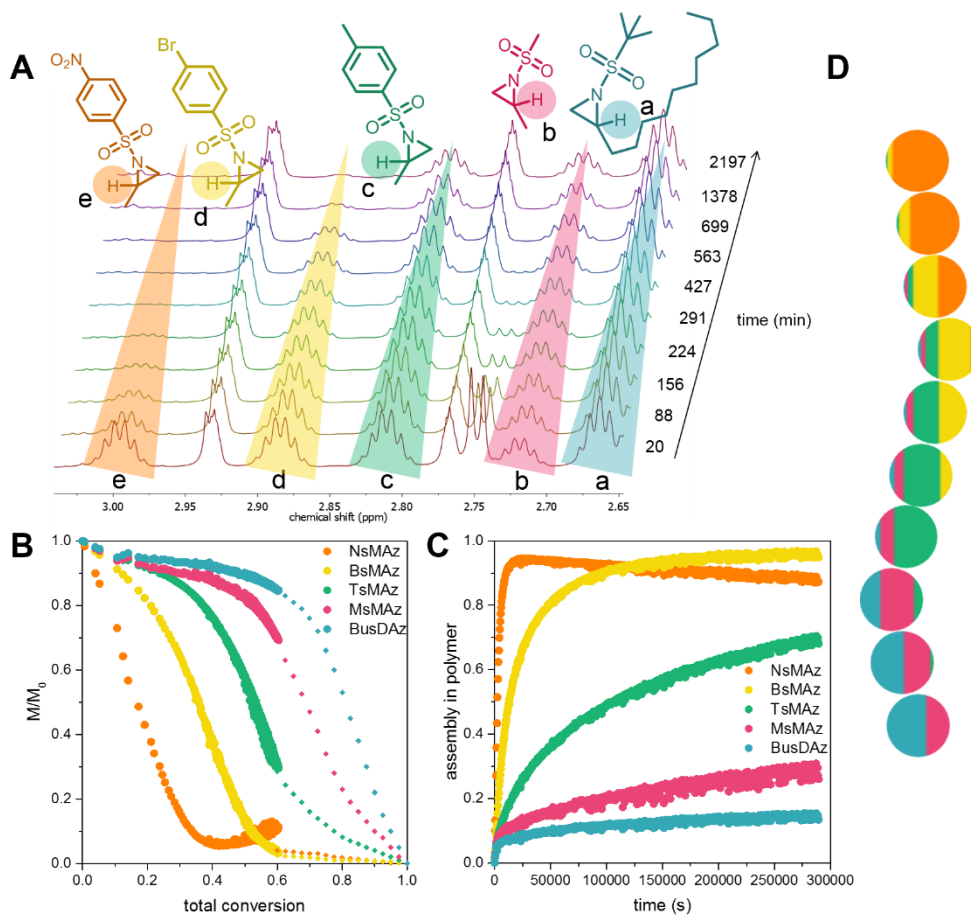 A
O₂N
O
S
O
N
H
e
Br
O
S
O
N
H
d
O
S
O
N
H
c
O
S
O
N
H
b
O
S
O
N
H
a
D
2197
1378
699
563
427
291
224
156
88
20
time (min)
e
d
c
b
a
3.00
2.95
2.90
2.85
2.80
2.75
2.70
2.65
chemical shift (ppm)
B
M/M₀
1.0
0.8
0.6
0.4
0.2
0.0
NsMAz
BsMAz
TsMAz
MsMAz
BusDAz
0.0
0.2
0.4
0.6
0.8
1.0
total conversion
C
assembly in polymer
1.0
0.8
0.6
0.4
0.2
0.0
NsMAz
BsMAz
TsMAz
MsMAz
BusDAz
0
50000
100000
150000
200000
250000
300000
time (s)